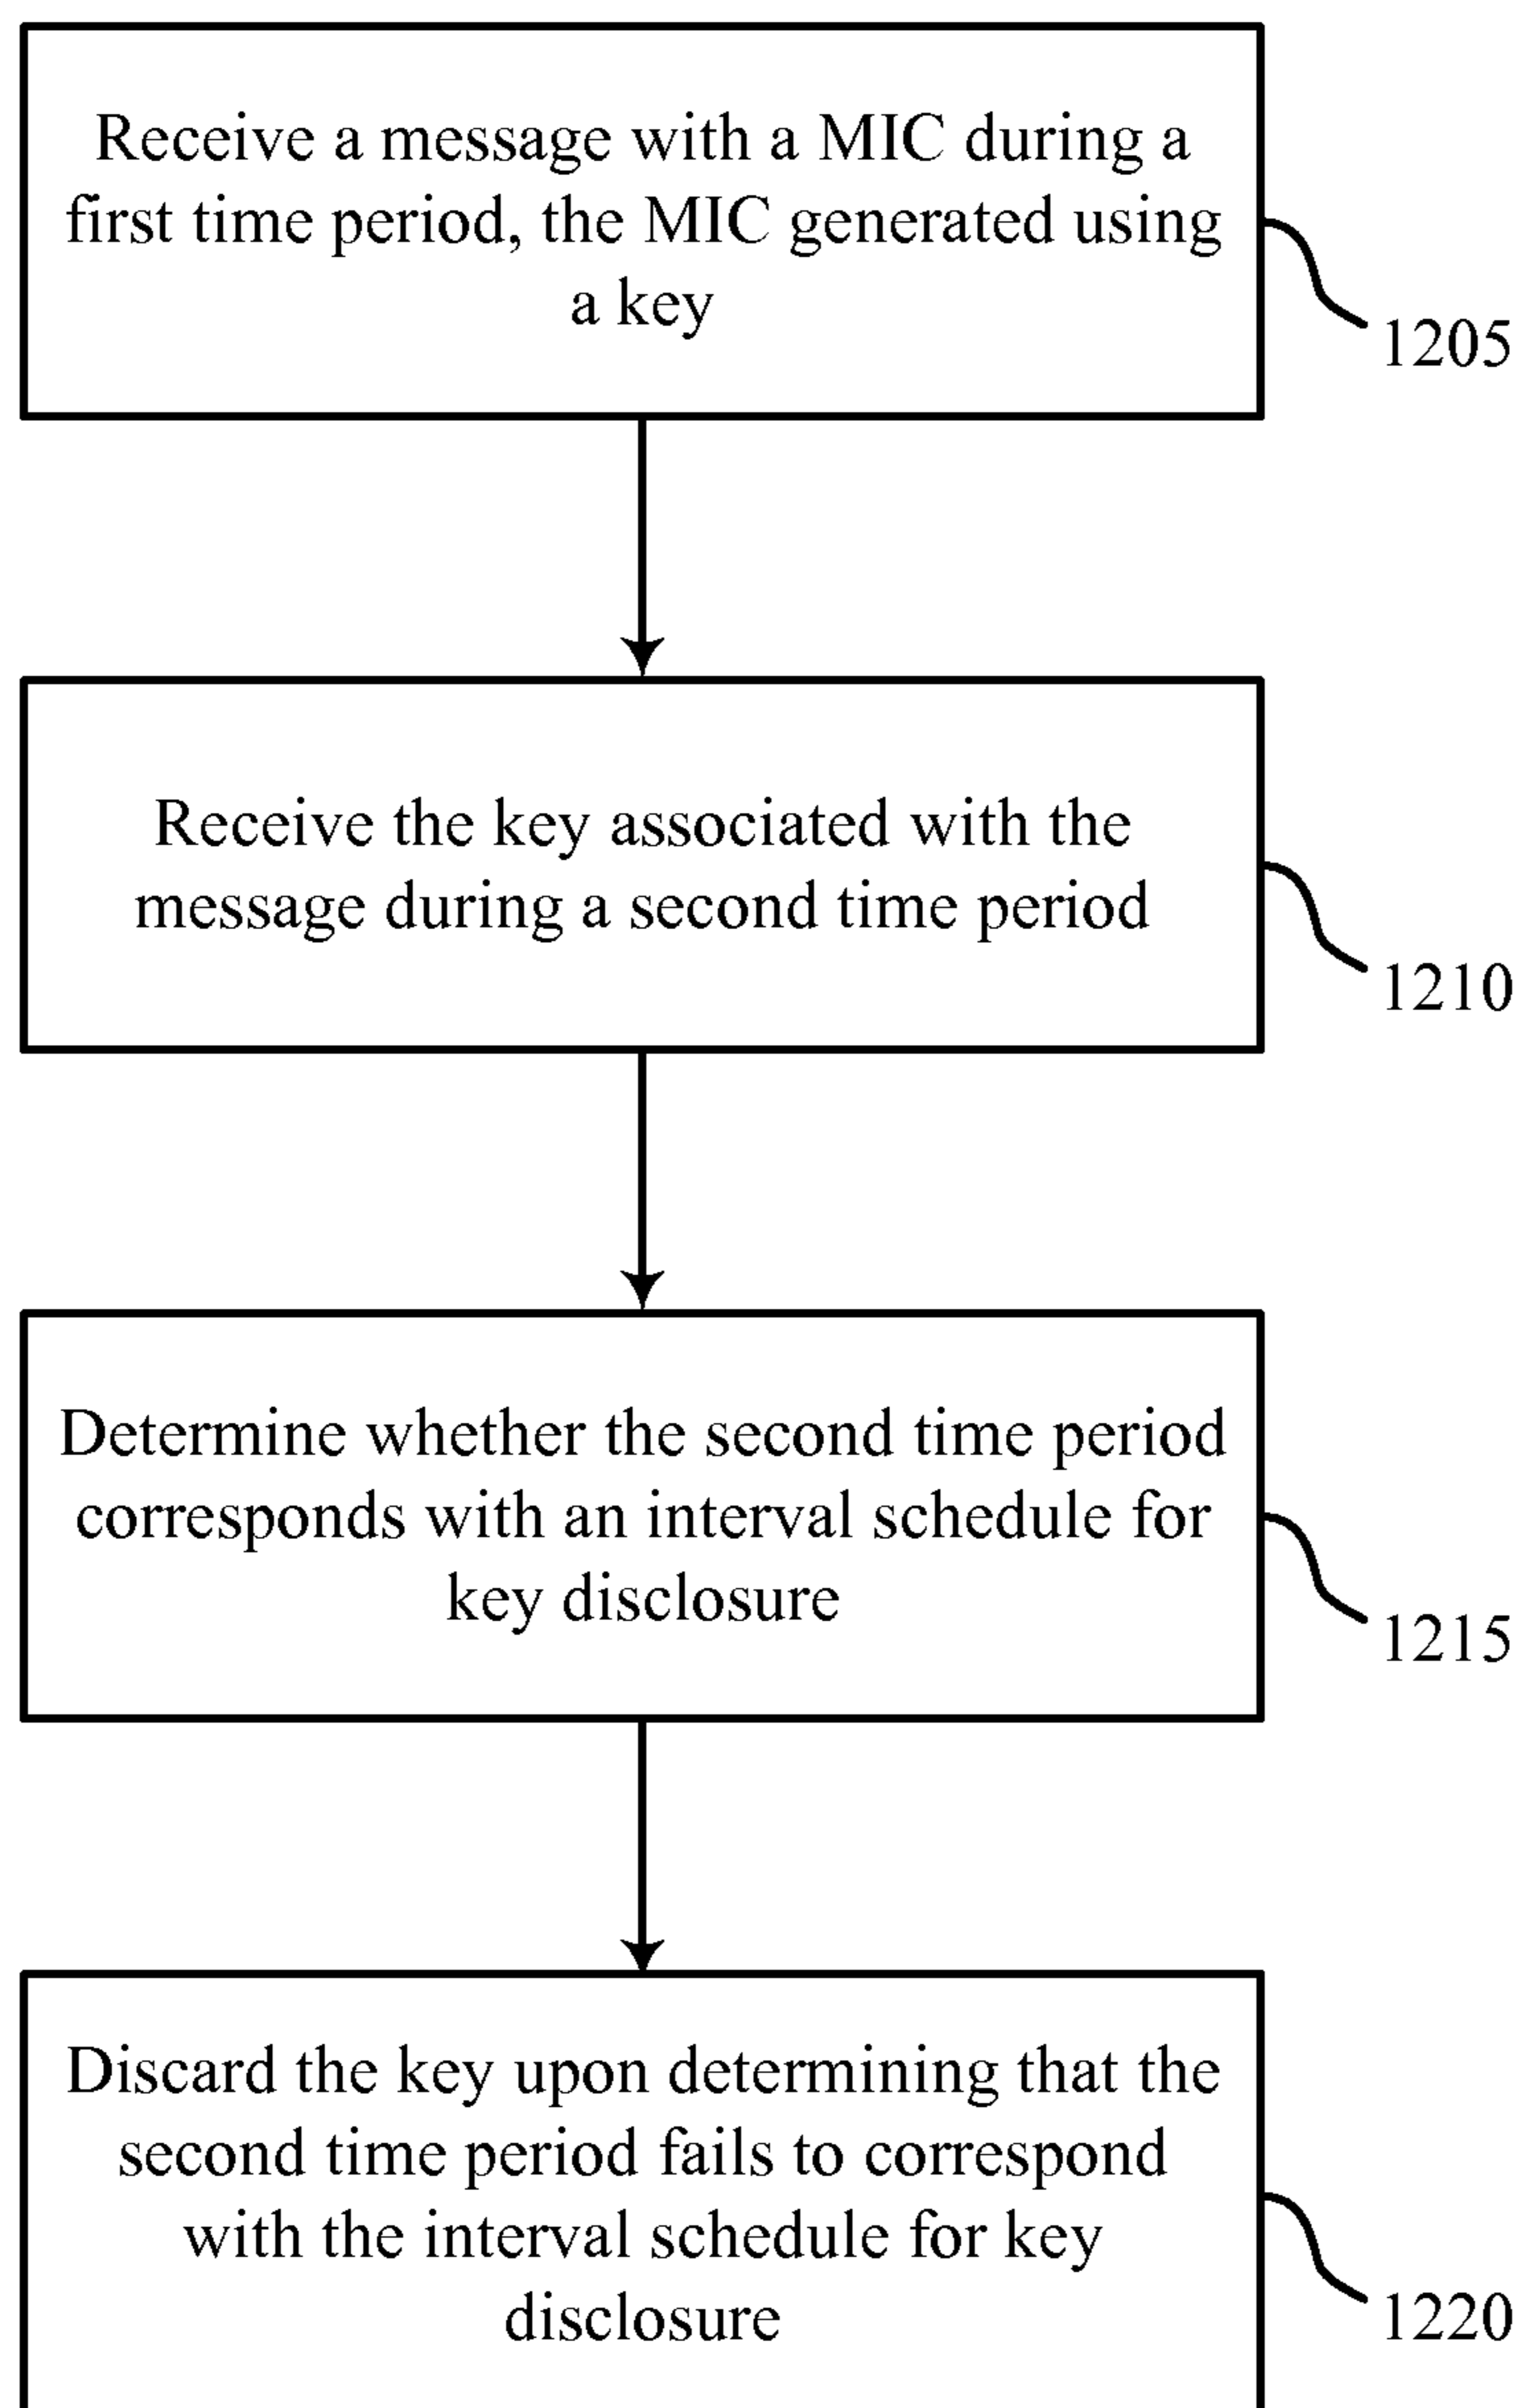 Receive a message with a MIC during a
first time period, the MIC generated using
a key
1205
Receive the key associated with the
message during a second time period
1210
Determine whether the second time period
corresponds with an interval schedule for
key disclosure
1215
Discard the key upon determining that the
second time period fails to correspond
with the interval schedule for key
disclosure
1220